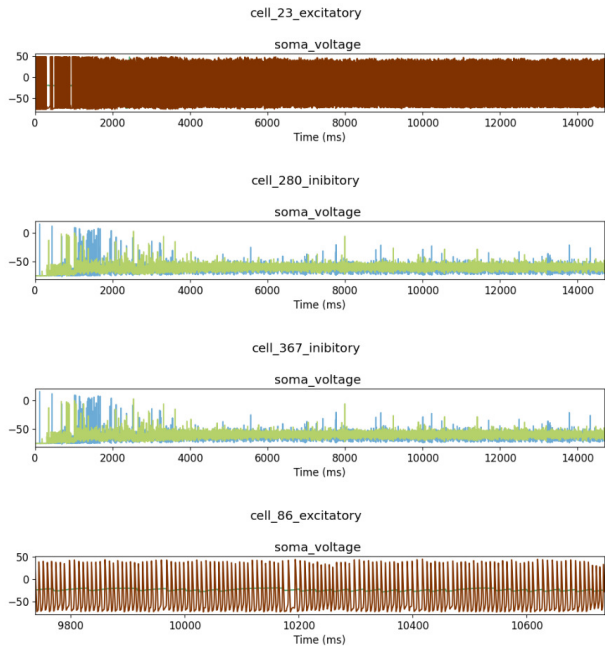 cell_23_excitatory
soma_voltage
50
0
−50
0 2000 4000 6000 8000 10000 12000 14000
Time (ms)
cell_280_inibitory
soma_voltage
0
−50
0 2000 4000 6000 8000 10000 12000 14000
Time (ms)
cell_367_inibitory
soma_voltage
0
−50
0 2000 4000 6000 8000 10000 12000 14000
Time (ms)
cell_86_excitatory
soma_voltage
50
0
−50
9800 10000 10200 10400 10600
Time (ms)